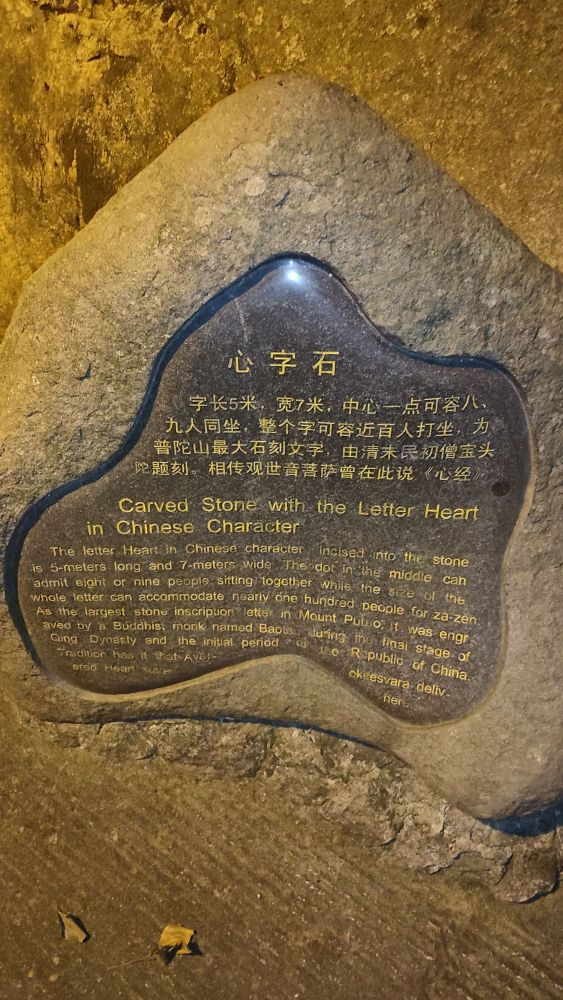 心字石
字长5米，宽7米，中心一点可容八、
九人同坐，整个字可容近百人打坐，为
普陀山最大石刻文字，由清末民初僧宝头
陀题刻。相传观世音菩萨曾在此说《心经》
Carved Stone with the Letter Heart
in Chinese Character
The letter Heart in Chinese character incised into the stone
is 5-meters long and 7-meters wide. The dot in the middle can
admit eight or nine people sitting together while the size of the
whole letter can accommodate nearly one hundred people for za-zen.
As the largest stone inscription letter in Mount Putuo, it was engr
aved by a Buddhist monk named during the final stage of
Qing Dynasty and the initial period of the Republic of China.
Tradition has it that Aval- okitesvara deliv-
ered Heart here.